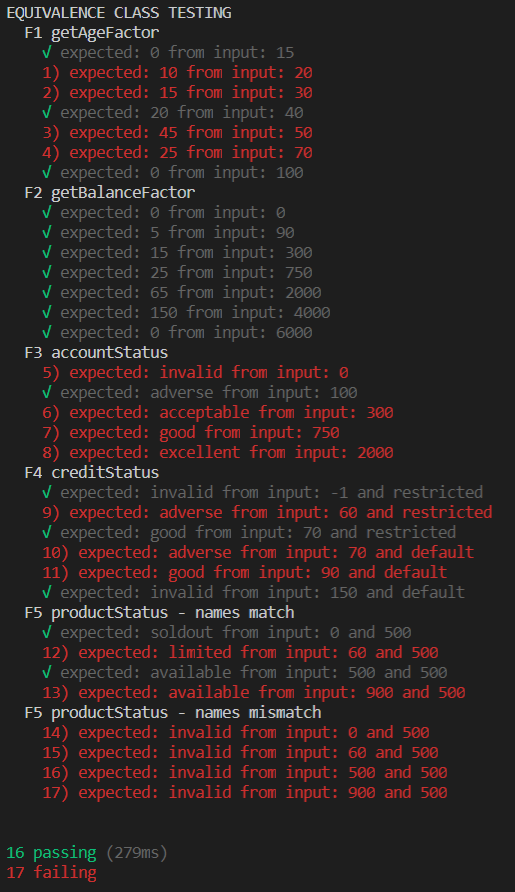 EQUIVALENCE CLASS TESTING
F1 getAgeFactor
√ expected: 0 from input: 15
1) expected: 10 from input: 20
2) expected: 15 from input: 30
√ expected: 20 from input: 40
3) expected: 45 from input: 50
4) expected: 25 from input: 70
√ expected: 0 from input: 100
F2 getBalanceFactor
√ expected: 0 from input: 0
√ expected: 5 from input: 90
√ expected: 15 from input: 300
√ expected: 25 from input: 750
√ expected: 65 from input: 2000
√ expected: 150 from input: 4000
√ expected: 0 from input: 6000
F3 accountStatus
5) expected: invalid from input: 0
√ expected: adverse from input: 100
6) expected: acceptable from input: 300
7) expected: good from input: 750
8) expected: excellent from input: 2000
F4 creditStatus
√ expected: invalid from input: -1 and restricted
9) expected: adverse from input: 60 and restricted
√ expected: good from input: 70 and restricted
10) expected: adverse from input: 70 and default
11) expected: good from input: 90 and default
√ expected: invalid from input: 150 and default
F5 productStatus - names match
√ expected: soldout from input: 0 and 500
12) expected: limited from input: 60 and 500
√ expected: available from input: 500 and 500
13) expected: available from input: 900 and 500
F5 productStatus - names mismatch
14) expected: invalid from input: 0 and 500
15) expected: invalid from input: 60 and 500
16) expected: invalid from input: 500 and 500
17) expected: invalid from input: 900 and 500
16 passing (279ms)
17 failing